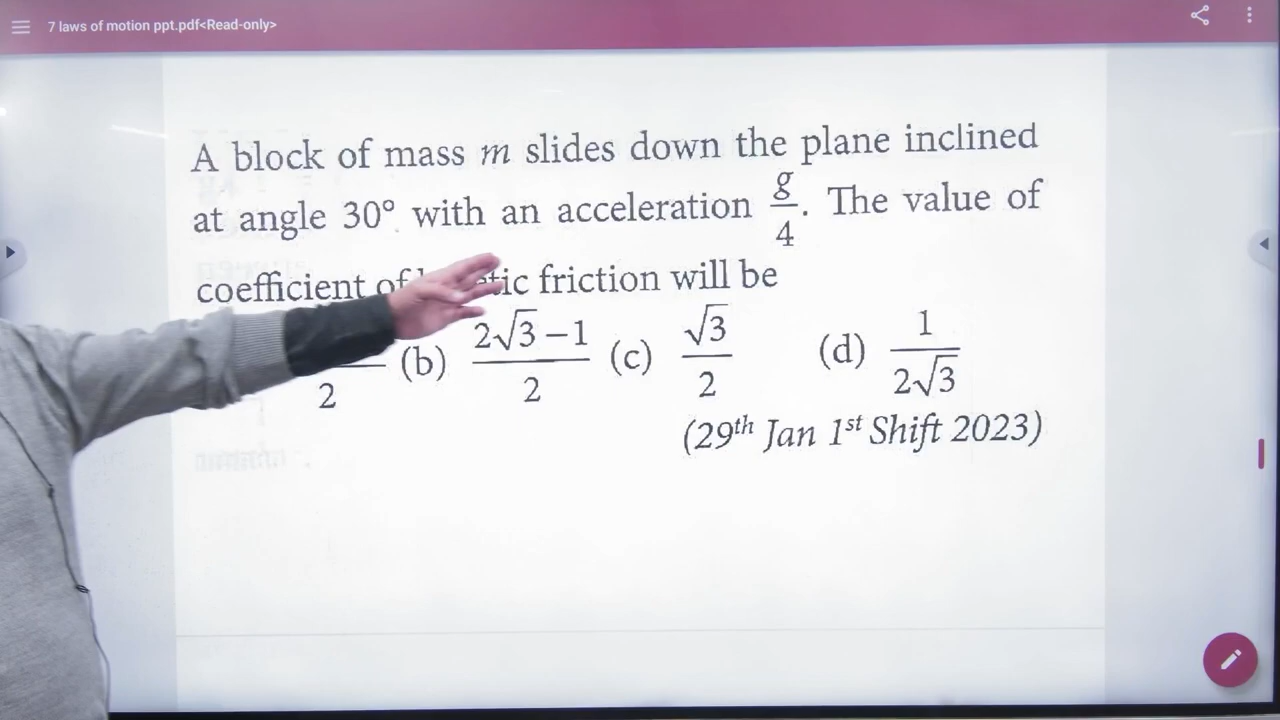 7 laws of motion ppt.pdf<Read-only>
A block of mass m slides down the plane inclined
at angle 30° with an acceleration g/4. The value of
coefficient of friction will be
2 (b) (2√3 − 1)/2 (c) √3/2 (d) 1/(2√3)
(29th Jan 1st Shift 2023)